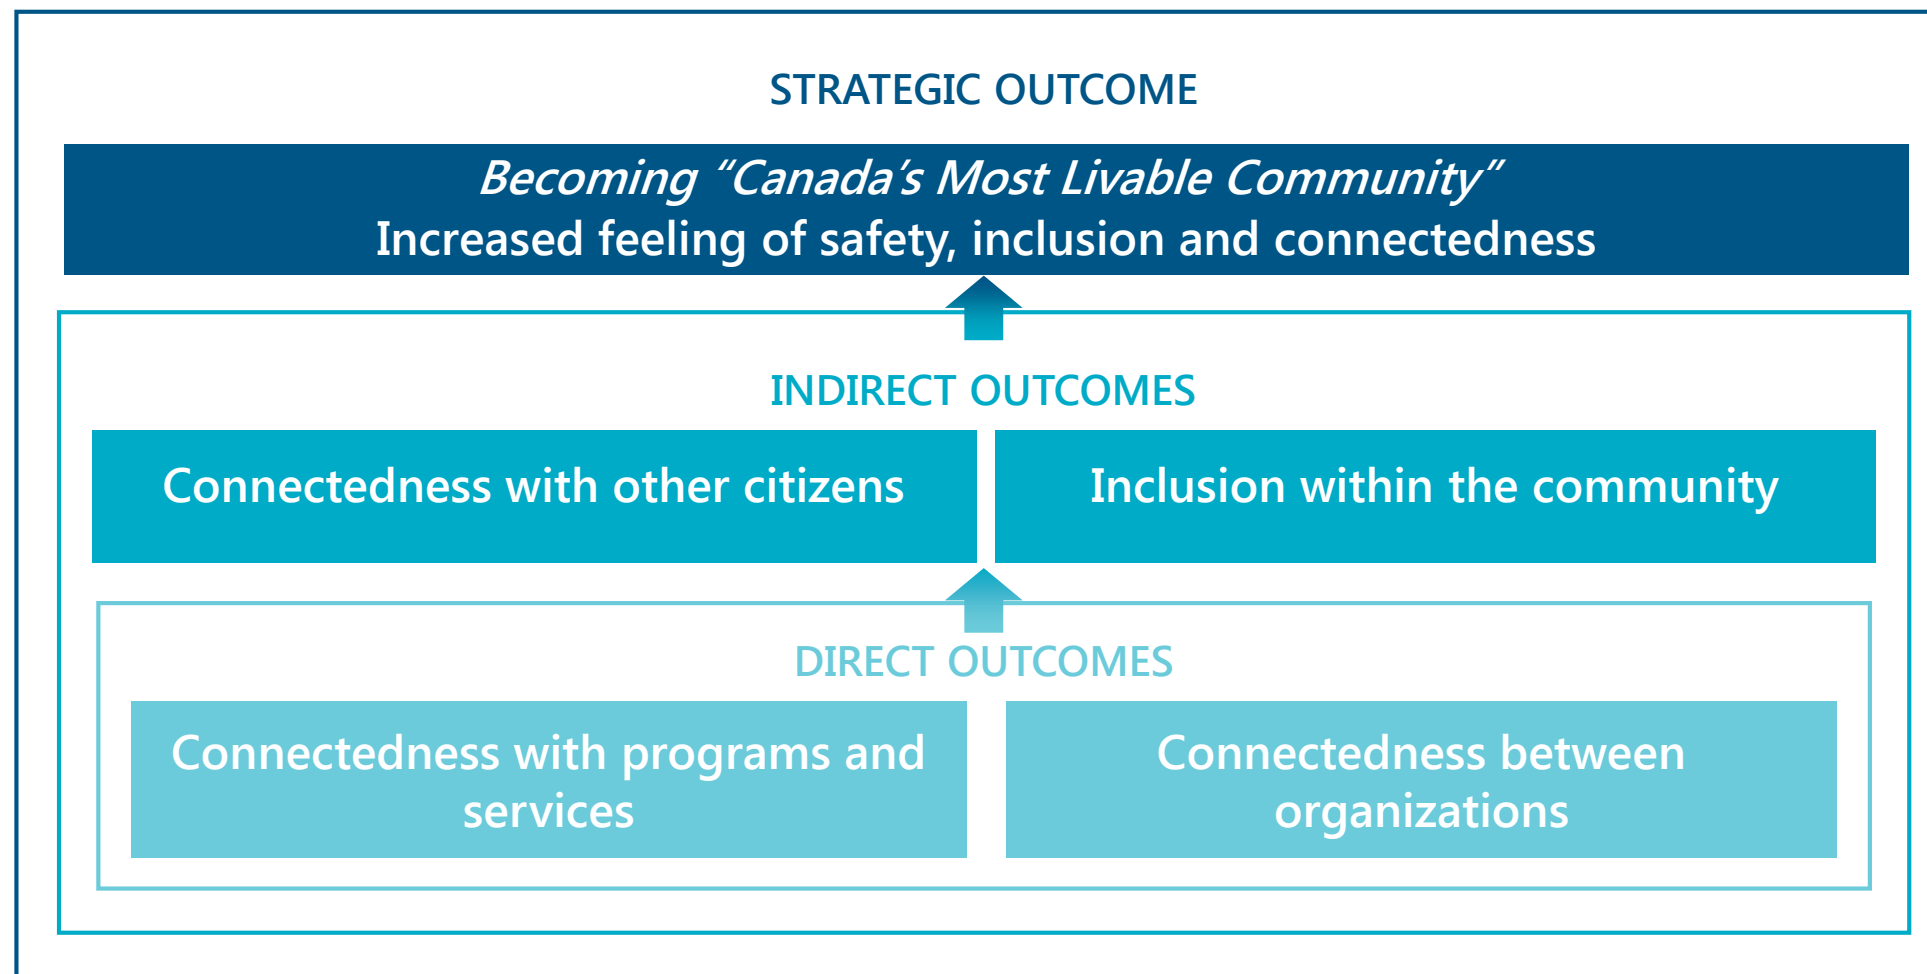 STRATEGIC OUTCOME
Becoming “Canada’s Most Livable Community”
Increased feeling of safety, inclusion and connectedness
INDIRECT OUTCOMES
Connectedness with other citizens
Inclusion within the community
DIRECT OUTCOMES
Connectedness with programs and
services
Connectedness between
organizations